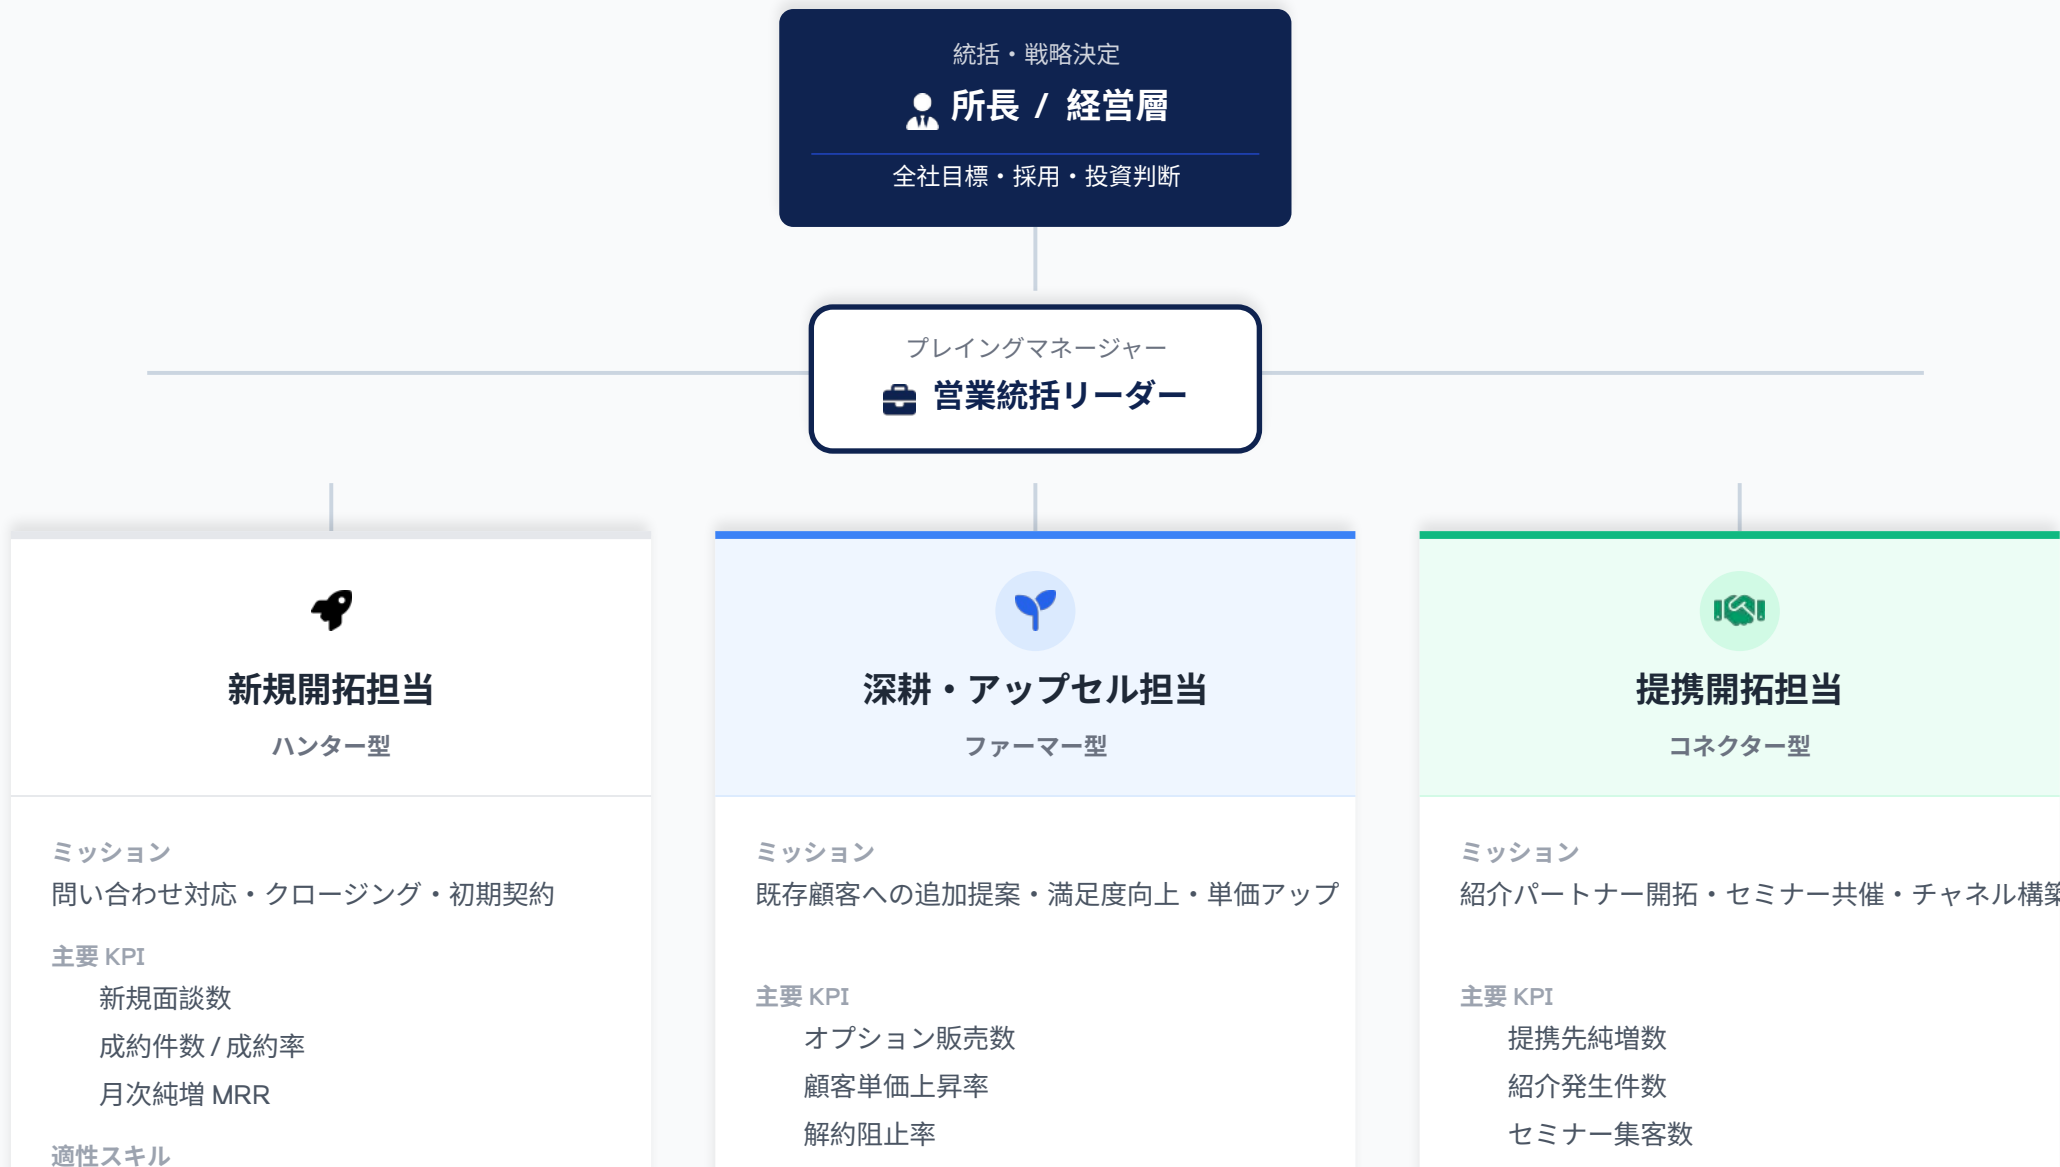 統括・戦略決定
所長 / 経営層
全社目標・採用・投資判断
プレイングマネージャー
営業統括リーダー
新規開拓担当
ハンター型
ミッション
問い合わせ対応・クロージング・初期契約
主要 KPI
新規面談数
成約件数 / 成約率
月次純増 MRR
適性スキル
深耕・アップセル担当
ファーマー型
ミッション
既存顧客への追加提案・満足度向上・単価アップ
主要 KPI
オプション販売数
顧客単価上昇率
解約阻止率
提携開拓担当
コネクター型
ミッション
紹介パートナー開拓・セミナー共催・チャネル構築
主要 KPI
提携先純増数
紹介発生件数
セミナー集客数